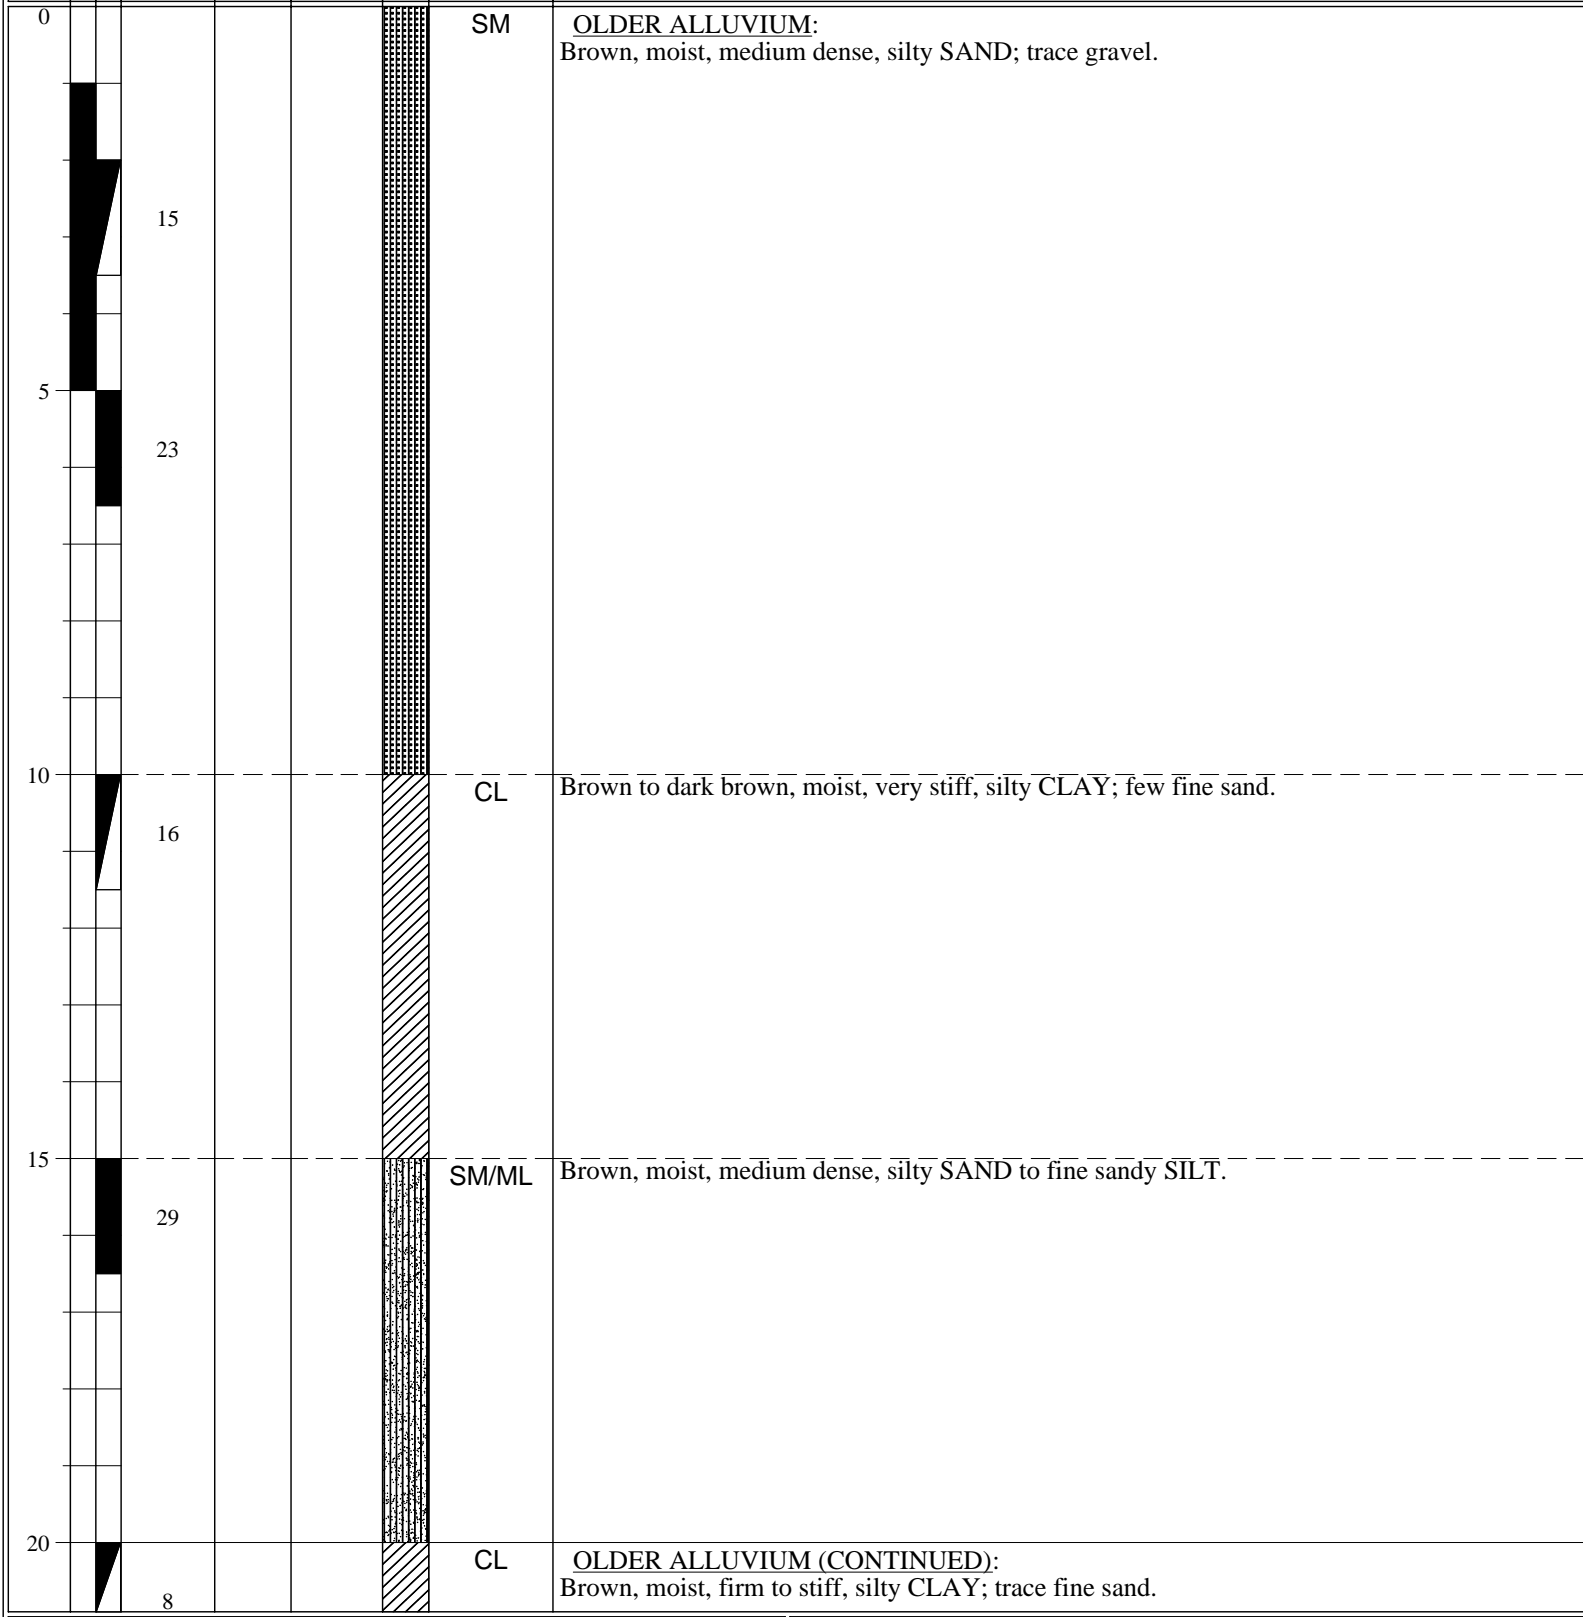 0 SM OLDER ALLUVIUM:
Brown, moist, medium dense, silty SAND; trace gravel.
15
5
23
10 CL Brown to dark brown, moist, very stiff, silty CLAY; few fine sand.
16
15 SM/ML Brown, moist, medium dense, silty SAND to fine sandy SILT.
29
20 CL OLDER ALLUVIUM (CONTINUED):
Brown, moist, firm to stiff, silty CLAY; trace fine sand.
8